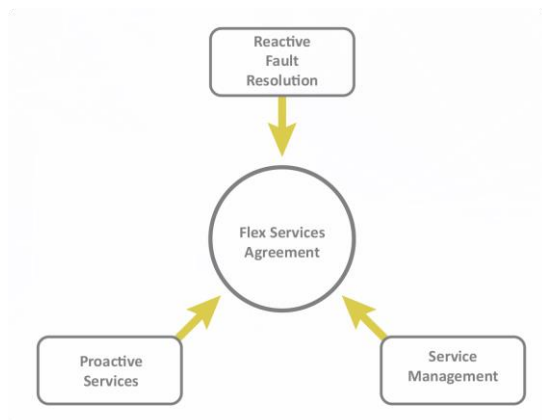 Reactive
Fault
Resolution
Flex Services
Agreement
Proactive
Services
Service
Management